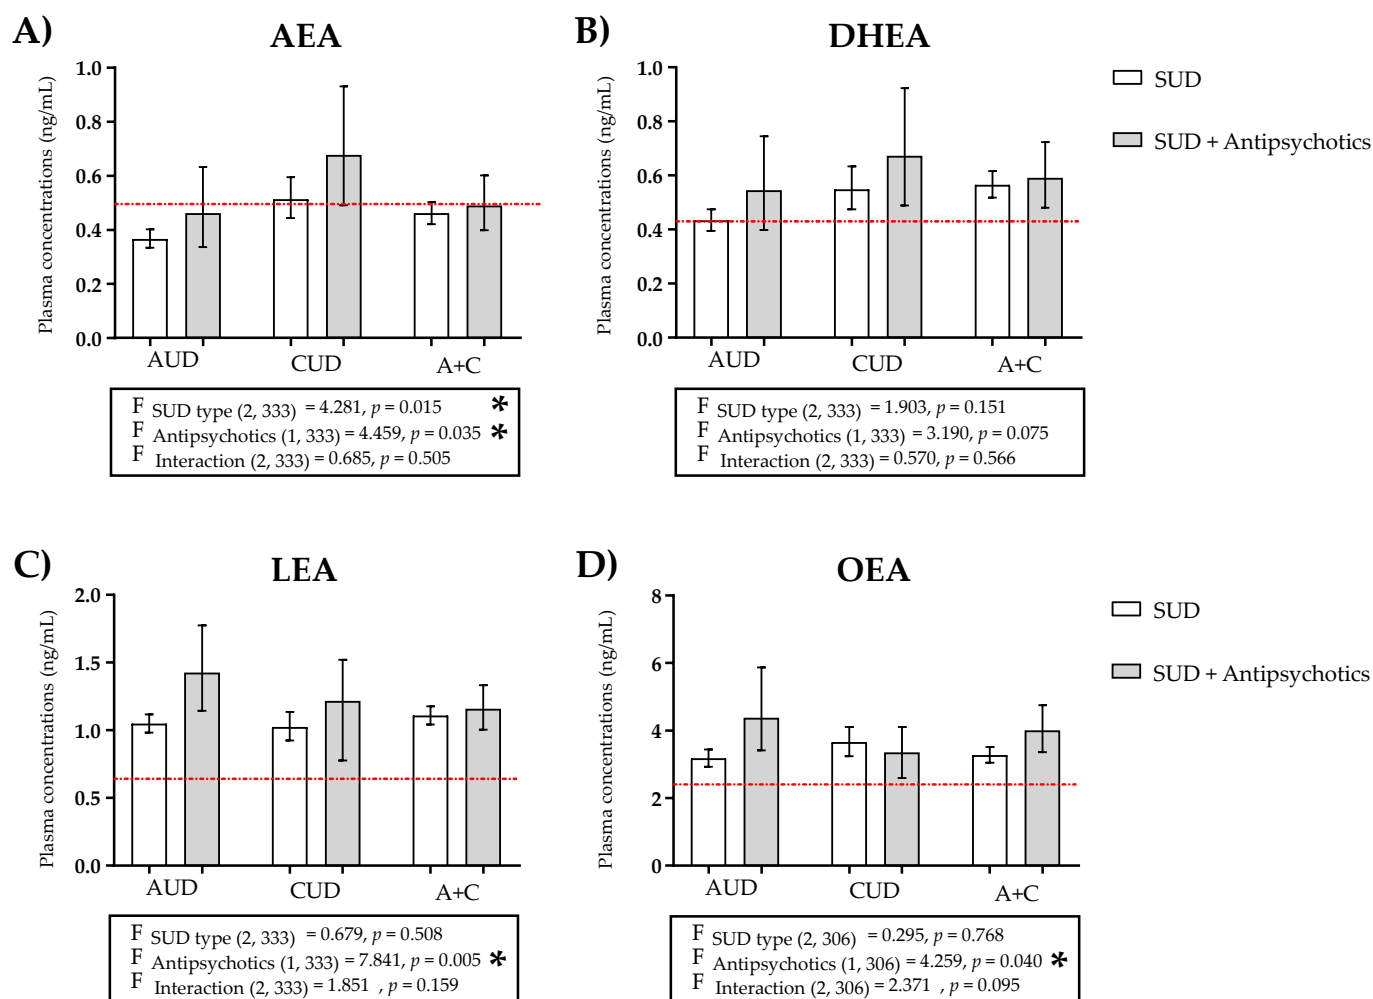 A)
AEA
Plasma concentrations (ng/mL)
1.0
0.8
0.6
0.4
0.2
0.0
AUD
CUD
A+C
F SUD type (2, 333) = 4.281, p = 0.015 *
F Antipsychotics (1, 333) = 4.459, p = 0.035 *
F Interaction (2, 333) = 0.685, p = 0.505
B)
DHEA
Plasma concentrations (ng/mL)
1.0
0.8
0.6
0.4
0.2
0.0
AUD
CUD
A+C
F SUD type (2, 333) = 1.903, p = 0.151
F Antipsychotics (1, 333) = 3.190, p = 0.075
F Interaction (2, 333) = 0.570, p = 0.566
SUD
SUD + Antipsychotics
C)
LEA
Plasma concentrations (ng/mL)
2.0
1.5
1.0
0.5
0.0
AUD
CUD
A+C
F SUD type (2, 333) = 0.679, p = 0.508
F Antipsychotics (1, 333) = 7.841, p = 0.005 *
F Interaction (2, 333) = 1.851 , p = 0.159
D)
OEA
Plasma concentrations (ng/mL)
8
6
4
2
0
AUD
CUD
A+C
F SUD type (2, 306) = 0.295, p = 0.768
F Antipsychotics (1, 306) = 4.259, p = 0.040 *
F Interaction (2, 306) = 2.371 , p = 0.095
SUD
SUD + Antipsychotics